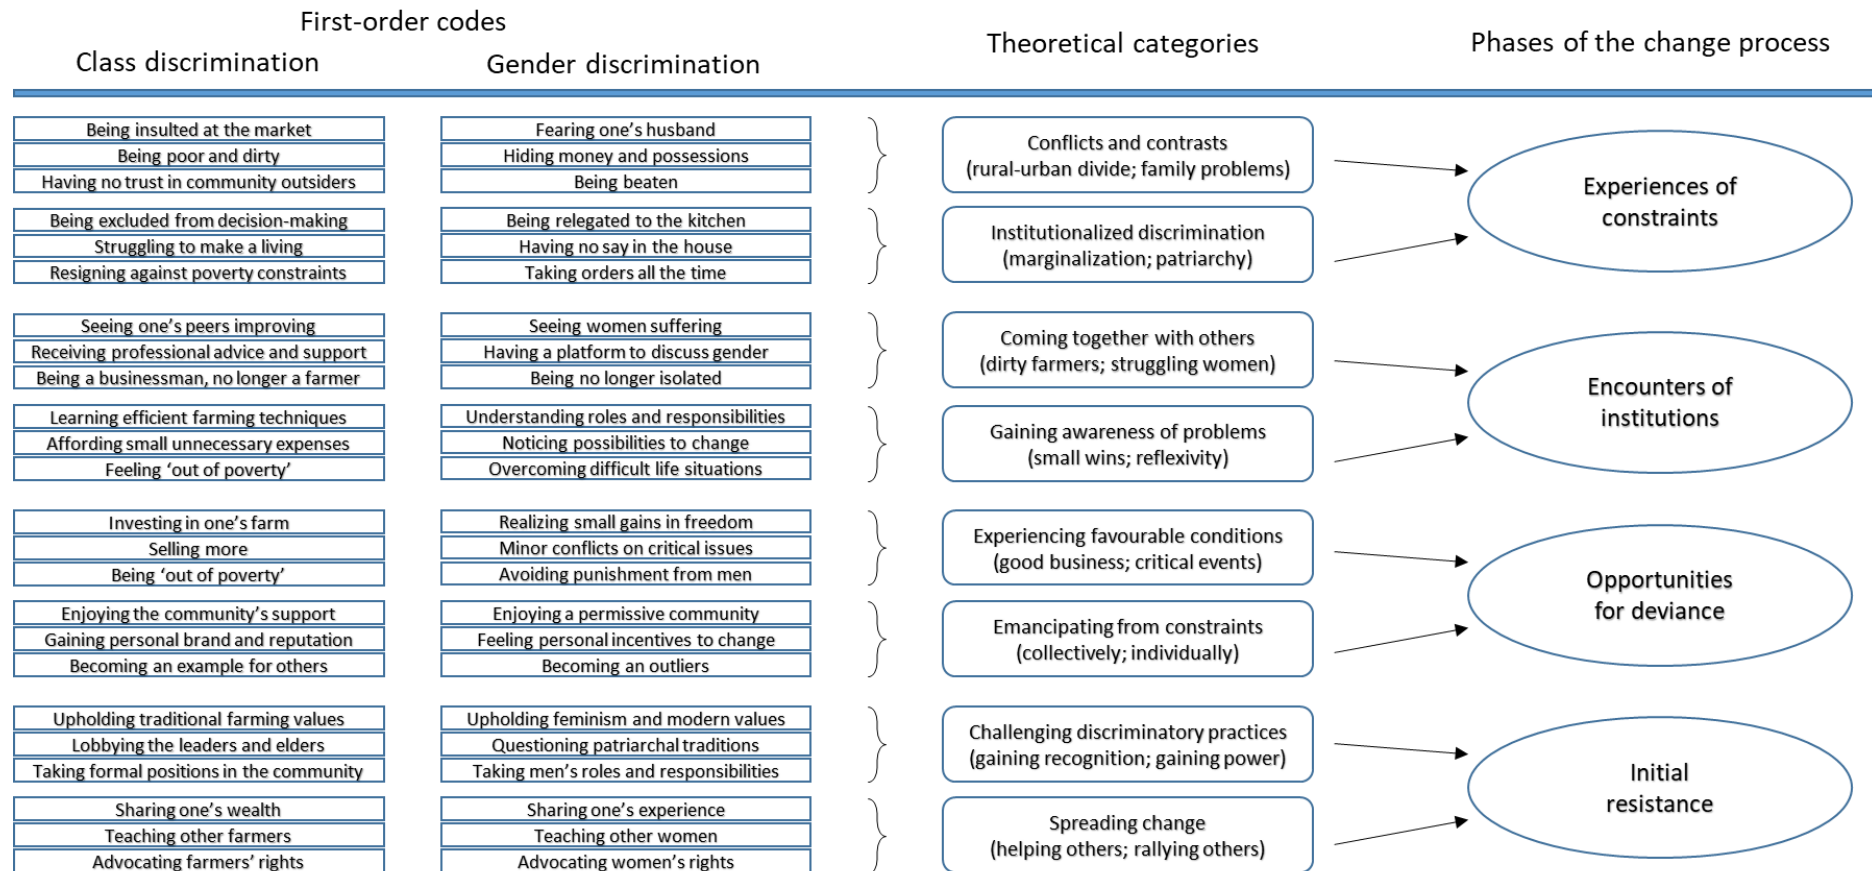 First-order codes
Class discrimination
Gender discrimination
Theoretical categories
Phases of the change process
Being insulted at the market
Being poor and dirty
Having no trust in community outsiders
Fearing one's husband
Hiding money and possessions
Being beaten
Conflicts and contrasts
(rural-urban divide; family problems)
Being excluded from decision-making
Struggling to make a living
Resigning against poverty constraints
Being relegated to the kitchen
Having no say in the house
Taking orders all the time
Institutionalized discrimination
(marginalization; patriarchy)
Experiences of
constraints
Seeing one's peers improving
Receiving professional advice and support
Being a businessman, no longer a farmer
Seeing women suffering
Having a platform to discuss gender
Being no longer isolated
Coming together with others
(dirty farmers; struggling women)
Learning efficient farming techniques
Affording small unnecessary expenses
Feeling 'out of poverty'
Understanding roles and responsibilities
Noticing possibilities to change
Overcoming difficult life situations
Gaining awareness of problems
(small wins; reflexivity)
Encounters of
institutions
Investing in one's farm
Selling more
Being 'out of poverty'
Realizing small gains in freedom
Minor conflicts on critical issues
Avoiding punishment from men
Experiencing favourable conditions
(good business; critical events)
Enjoying the community's support
Gaining personal brand and reputation
Becoming an example for others
Enjoying a permissive community
Feeling personal incentives to change
Becoming an outliers
Emancipating from constraints
(collectively; individually)
Opportunities
for deviance
Upholding traditional farming values
Lobbying the leaders and elders
Taking formal positions in the community
Upholding feminism and modern values
Questioning patriarchal traditions
Taking men's roles and responsibilities
Challenging discriminatory practices
(gaining recognition; gaining power)
Sharing one's wealth
Teaching other farmers
Advocating farmers' rights
Sharing one's experience
Teaching other women
Advocating women's rights
Spreading change
(helping others; rallying others)
Initial
resistance